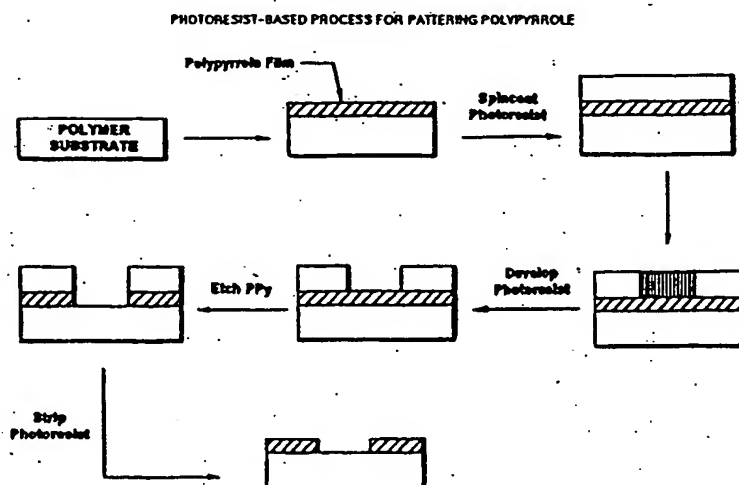 PHOTORESIST-BASED PROCESS FOR PATTERING POLYPYRROLE
Polypyrrole Film
Spincoat
Photoresist
POLYMER
SUBSTRATE
Develop
Photoresist
Etch PPy
Strip
Photoresist